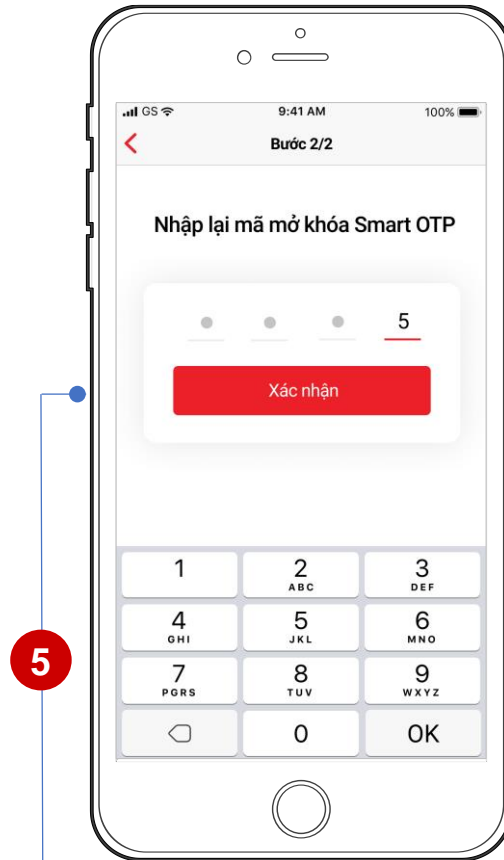 GS 9:41 AM 100%
Bước 2/2
Nhập lại mã mở khóa Smart OTP
5
Xác nhận
1 2 3
ABC DEF
4 5 6
GHI JKL MNO
5
7 8 9
PGRS TUV WXYZ
0 OK